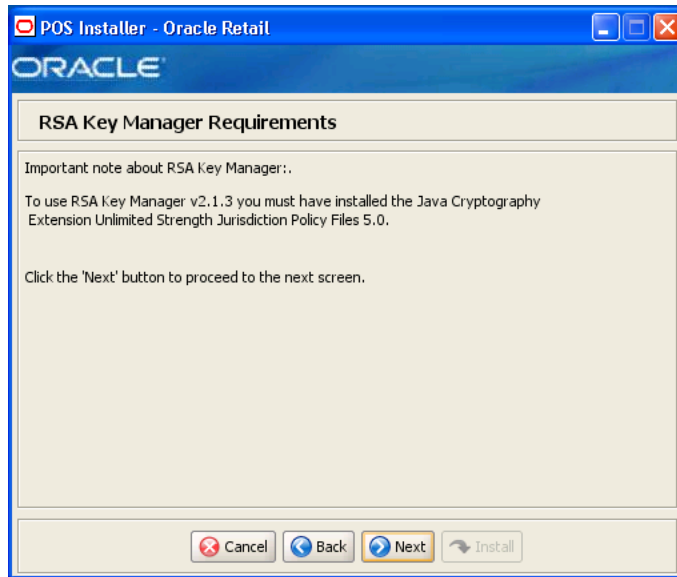 POS Installer - Oracle Retail
ORACLE
RSA Key Manager Requirements
Important note about RSA Key Manager:.
To use RSA Key Manager v2.1.3 you must have installed the Java Cryptography
Extension Unlimited Strength Jurisdiction Policy Files 5.0.
Click the 'Next' button to proceed to the next screen.
Cancel
Back
Next
Install